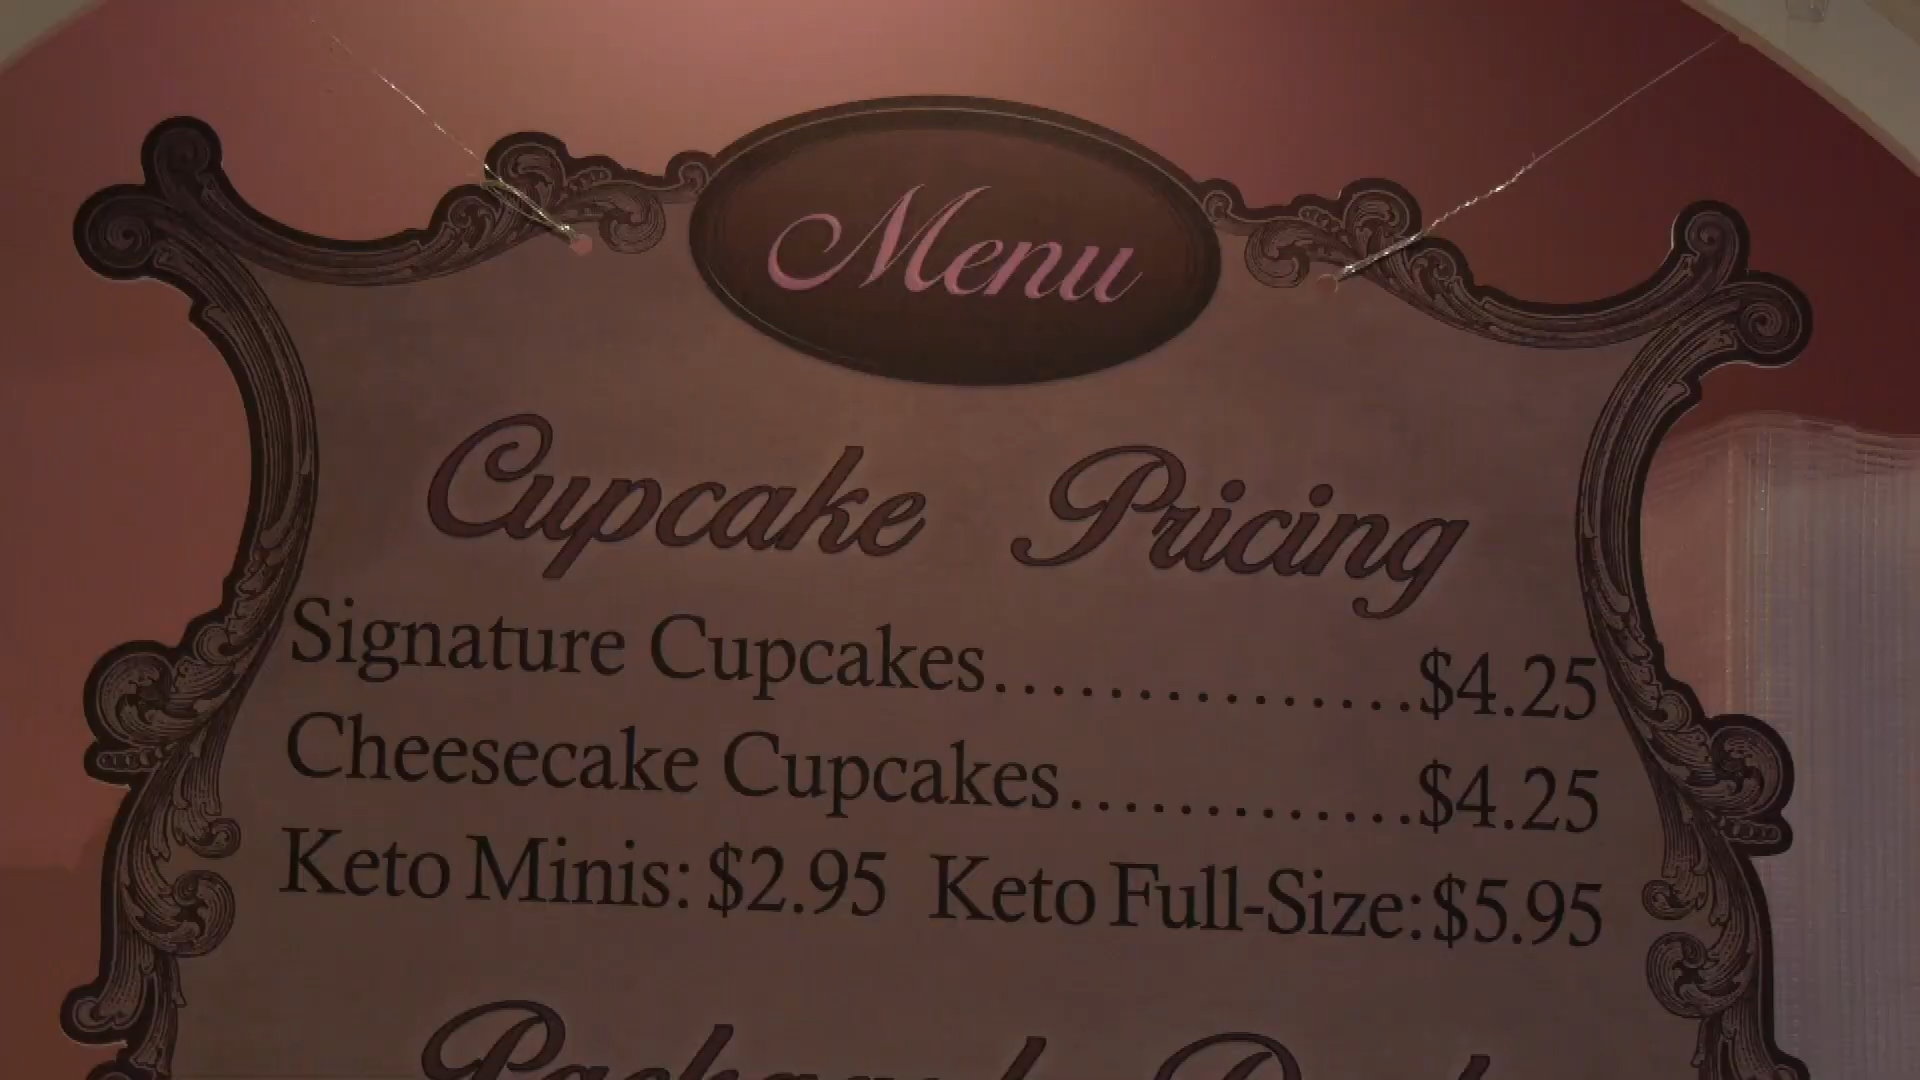 Menu
Cupcake Pricing
Signature Cupcakes...............$4.25
Cheesecake Cupcakes.............$4.25
Keto Minis: $2.95 Keto Full-Size: $5.95